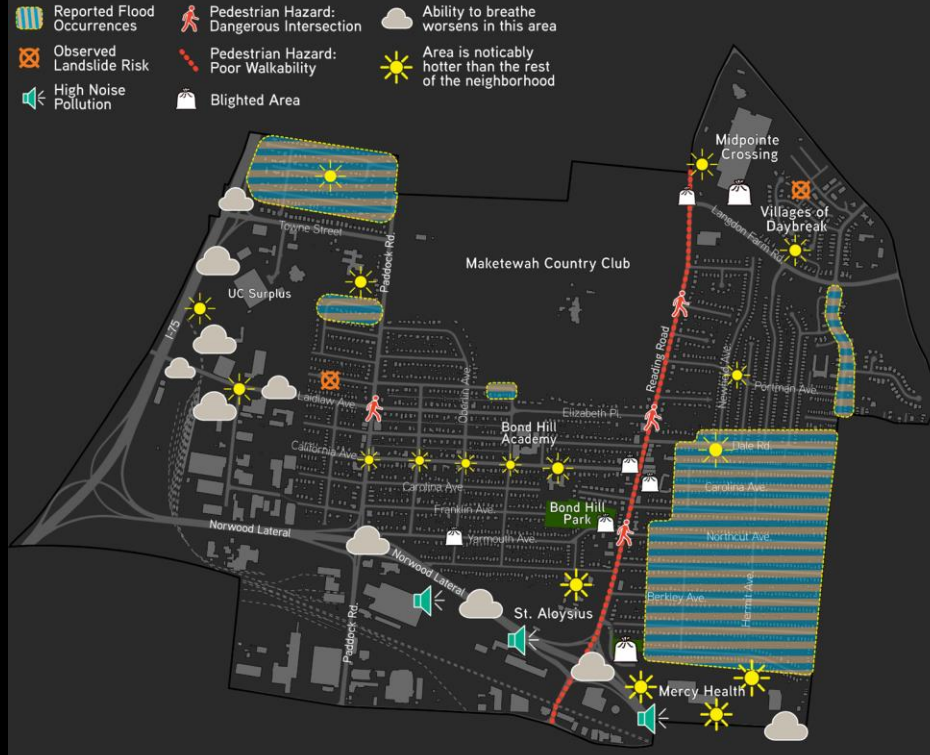 Reported Flood
Occurrences
Pedestrian Hazard:
Dangerous Intersection
Ability to breathe
worsens in this area
Observed
Landslide Risk
Pedestrian Hazard:
Poor Walkability
Area is noticably
hotter than the rest
of the neighborhood
High Noise
Pollution
Blighted Area
Midpointe
Crossing
Villages of
Daybreak
Langdon Farm Rd.
Towne Street
Paddock Rd.
Maketewah Country Club
UC Surplus
I-75
Reading Road
Newfield Ave.
Portman Ave.
Laidlaw Ave.
Elizabeth Pl.
Bond Hill
Academy
Dale Rd.
California Ave.
Carolina Ave.
Carolina Ave.
Franklin Ave.
Bond Hill
Park
Norwood Lateral
Yarmouth Ave.
Northcut Ave.
Norwood Lateral
Berkley Ave.
Hermit Ave.
St. Aloysius
Paddock Rd.
Mercy Health